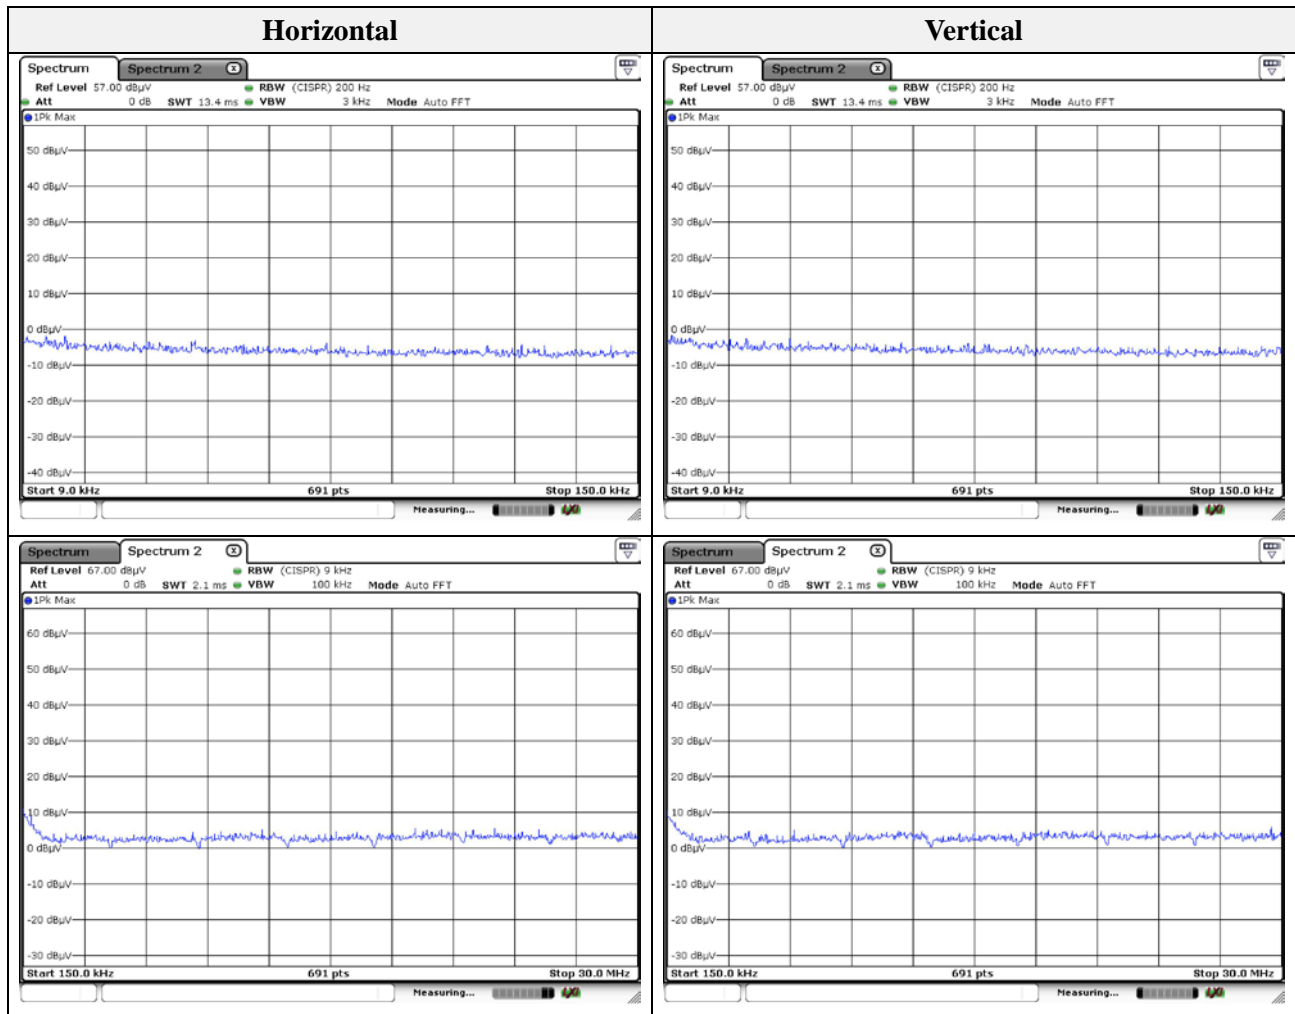 Horizontal Vertical
Spectrum Spectrum 2 X
Ref Level 57.00 dBµV RBW (CISPR) 200 Hz
Att 0 dB SWT 13.4 ms VBW 3 kHz Mode Auto FFT
1Pk Max
50 dBµV
40 dBµV
30 dBµV
20 dBµV
10 dBµV
0 dBµV
-10 dBµV
-20 dBµV
-30 dBµV
-40 dBµV
Start 9.0 kHz 691 pts Stop 150.0 kHz
Measuring...
Spectrum Spectrum 2 X
Ref Level 57.00 dBµV RBW (CISPR) 200 Hz
Att 0 dB SWT 13.4 ms VBW 3 kHz Mode Auto FFT
1Pk Max
50 dBµV
40 dBµV
30 dBµV
20 dBµV
10 dBµV
0 dBµV
-10 dBµV
-20 dBµV
-30 dBµV
-40 dBµV
Start 9.0 kHz 691 pts Stop 150.0 kHz
Measuring...
Spectrum Spectrum 2 X
Ref Level 67.00 dBµV RBW (CISPR) 9 kHz
Att 0 dB SWT 2.1 ms VBW 100 kHz Mode Auto FFT
1Pk Max
60 dBµV
50 dBµV
40 dBµV
30 dBµV
20 dBµV
10 dBµV
0 dBµV
-10 dBµV
-20 dBµV
-30 dBµV
Start 150.0 kHz 691 pts Stop 30.0 MHz
Measuring...
Spectrum Spectrum 2 X
Ref Level 67.00 dBµV RBW (CISPR) 9 kHz
Att 0 dB SWT 2.1 ms VBW 100 kHz Mode Auto FFT
1Pk Max
60 dBµV
50 dBµV
40 dBµV
30 dBµV
20 dBµV
10 dBµV
0 dBµV
-10 dBµV
-20 dBµV
-30 dBµV
Start 150.0 kHz 691 pts Stop 30.0 MHz
Measuring...